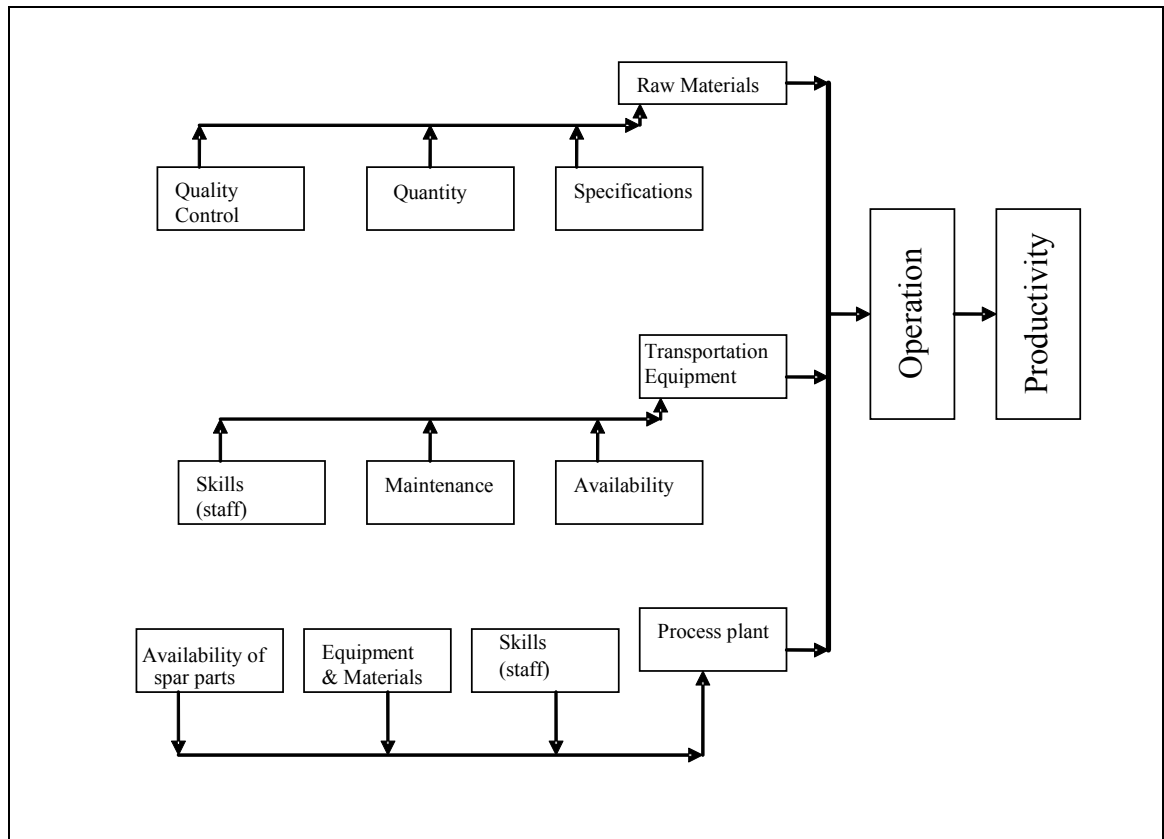 Raw Materials
Quality
Control
Quantity
Specifications
Operation
Productivity
Transportation
Equipment
Skills
(staff)
Maintenance
Availability
Process plant
Availability of
spar parts
Equipment
& Materials
Skills
(staff)